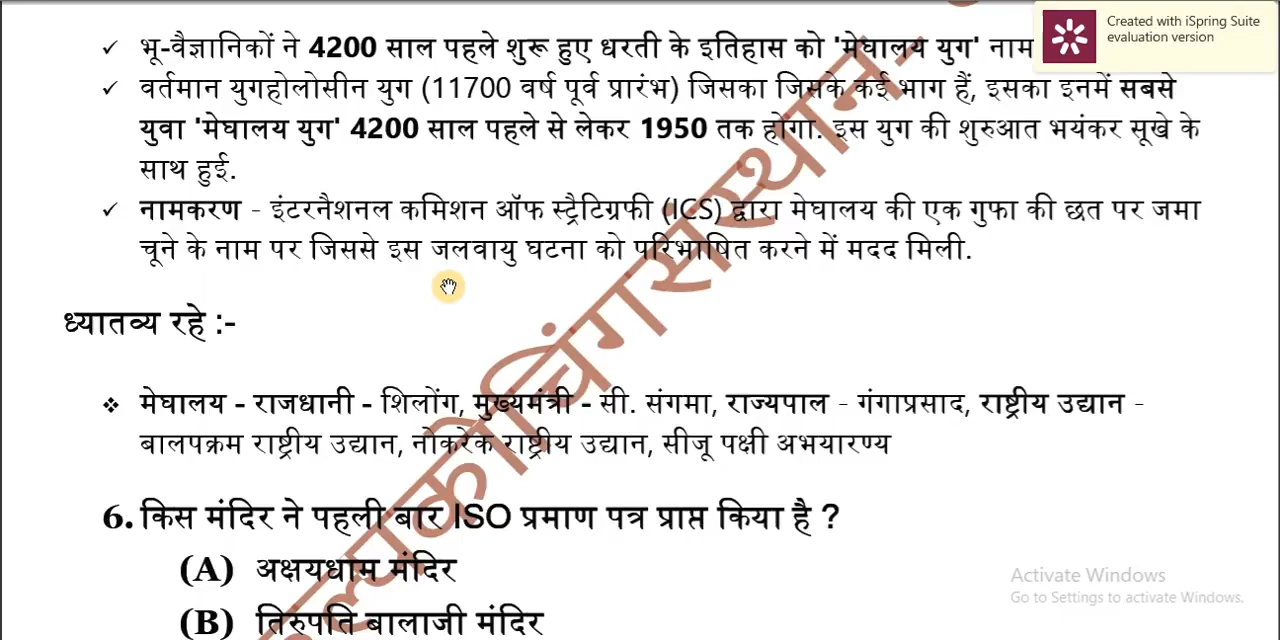 Created with iSpring Suite
evaluation version
✓ भू-वैज्ञानिकों ने 4200 साल पहले शुरू हुए धरती के इतिहास को 'मेघालय युग' नाम
✓ वर्तमान युगहोलोसीन युग (11700 वर्ष पूर्व प्रारंभ) जिसका जिसके कई भाग हैं, इसका इनमें सबसे
युवा 'मेघालय युग' 4200 साल पहले से लेकर 1950 तक होगा. इस युग की शुरुआत भयंकर सूखे के
साथ हुई.
✓ नामकरण - इंटरनैशनल कमिशन ऑफ स्ट्रैटिग्रफी (ICS) द्वारा मेघालय की एक गुफा की छत पर जमा
चूने के नाम पर जिससे इस जलवायु घटना को परिभाषित करने में मदद मिली.
ध्यातव्य रहे :-
❖ मेघालय - राजधानी - शिलोंग, मुख्यमंत्री - सी. संगमा, राज्यपाल - गंगाप्रसाद, राष्ट्रीय उद्यान -
बालपक्रम राष्ट्रीय उद्यान, नोकरेक राष्ट्रीय उद्यान, सीजू पक्षी अभयारण्य
6. किस मंदिर ने पहली बार ISO प्रमाण पत्र प्राप्त किया है ?
(A) अक्षयधाम मंदिर
(B) तिरुपति बालाजी मंदिर
Activate Windows
Go to Settings to activate Windows.